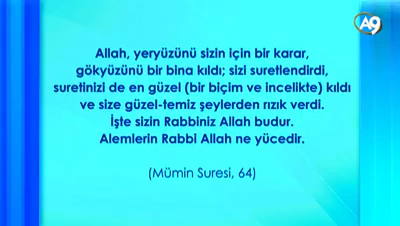 A9
Allah, yeryüzünü sizin için bir karar,
gökyüzünü bir bina kıldı; sizi suretlendirdi,
suretinizi de en güzel (bir biçim ve incelikte) kıldı
ve size güzel-temiz şeylerden rızık verdi.
İşte sizin Rabbiniz Allah budur.
Alemlerin Rabbi Allah ne yücedir.
(Mümin Suresi, 64)